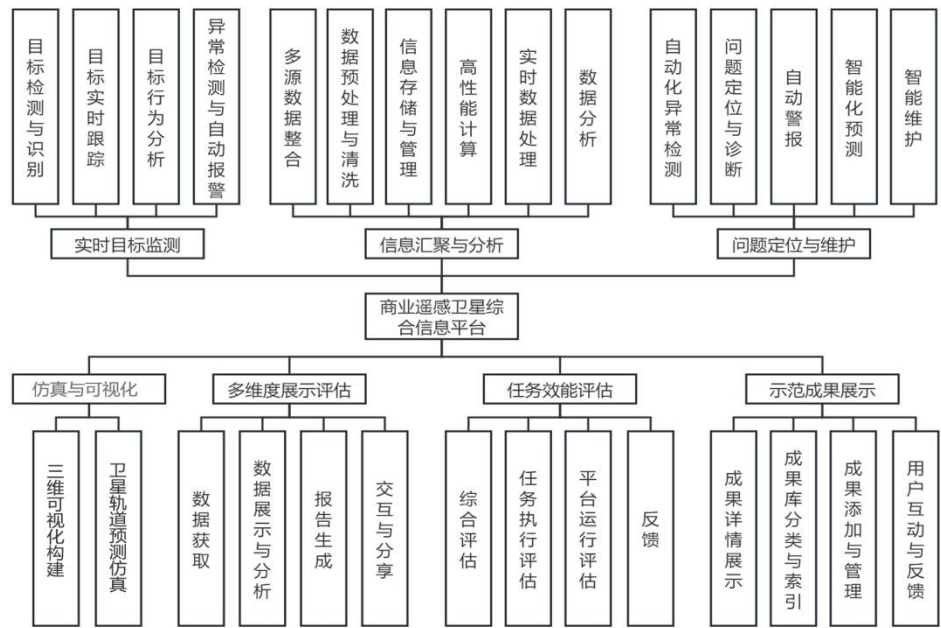 目标检测与识别
目标实时跟踪
目标行为分析
异常检测与自动报警
多源数据整合
数据预处理与清洗
信息存储与管理
高性能计算
实时数据处理
数据分析
自动化异常检测
问题定位与诊断
自动警报
智能化预测
智能维护
实时目标监测
信息汇聚与分析
问题定位与维护
商业遥感卫星综
合信息平台
仿真与可视化
多维度展示评估
任务效能评估
示范成果展示
三维可视化构建
卫星轨道预测仿真
数据获取
数据展示与分析
报告生成
交互与分享
综合评估
任务执行评估
平台运行评估
反馈
成果详情展示
成果库分类与索引
成果添加与管理
用户互动与反馈